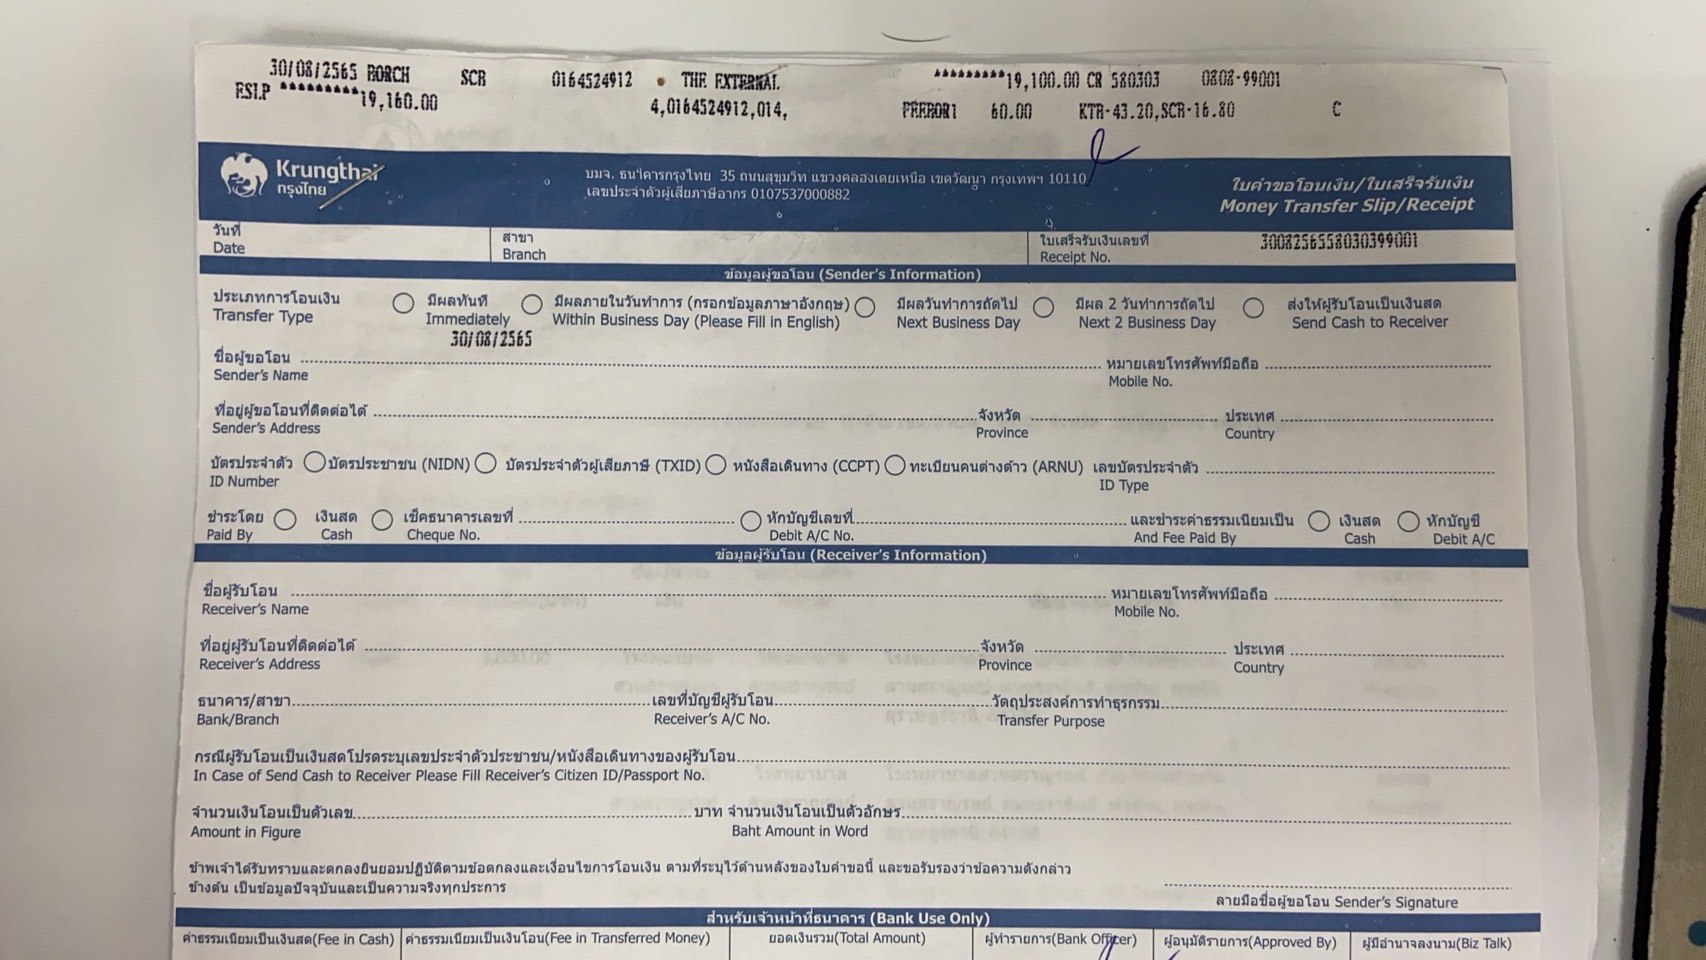 30/08/2565 RORCH SCB 0164524912 • THE EXTERNAL *********19,100.00 CR 580303 0808-99001
*********19,160.00 4,0164524912,014, 60.00 KTB-43.20,SCB-16.80 C
Krungthai
กรุงไทย
บมจ. ธนาคารกรุงไทย 35 ถนนสุขุมวิท แขวงคลองเตยเหนือ เขตวัฒนา กรุงเทพฯ 10110
เลขประจำตัวผู้เสียภาษีอากร 0107537000882
ใบคำขอโอนเงิน/ใบเสร็จรับเงิน
Money Transfer Slip/Receipt
วันที่ สาขา ใบเสร็จรับเงินเลขที่ 3008256558030399001
Date Branch Receipt No.
ข้อมูลผู้ขอโอน (Sender's Information)
ประเภทการโอนเงิน มีผลทันที มีผลภายในวันทำการ (กรอกข้อมูลภาษาอังกฤษ) มีผลวันทำการถัดไป มีผล 2 วันทำการถัดไป ส่งให้ผู้รับโอนเป็นเงินสด
Transfer Type Immediately Within Business Day (Please Fill in English) Next Business Day Next 2 Business Day Send Cash to Receiver
30/08/2565
ชื่อผู้ขอโอน หมายเลขโทรศัพท์มือถือ
Sender's Name Mobile No.
ที่อยู่ผู้ขอโอนที่ติดต่อได้ จังหวัด ประเทศ
Sender's Address Province Country
บัตรประจำตัว บัตรประชาชน (NIDN) บัตรประจำตัวผู้เสียภาษี (TXID) หนังสือเดินทาง (CCPT) ทะเบียนคนต่างด้าว (ARNU) เลขบัตรประจำตัว
ID Number ID Type
ชำระโดย เงินสด เช็คธนาคารเลขที่ หักบัญชีเลขที่ และชำระค่าธรรมเนียมเป็น เงินสด หักบัญชี
Paid By Cash Cheque No. Debit A/C No. And Fee Paid By Cash Debit A/C
ข้อมูลผู้รับโอน (Receiver's Information)
ชื่อผู้รับโอน หมายเลขโทรศัพท์มือถือ
Receiver's Name Mobile No.
ที่อยู่ผู้รับโอนที่ติดต่อได้ จังหวัด ประเทศ
Receiver's Address Province Country
ธนาคาร/สาขา เลขที่บัญชีผู้รับโอน วัตถุประสงค์การทำธุรกรรม
Bank/Branch Receiver's A/C No. Transfer Purpose
กรณีผู้รับโอนเป็นเงินสดโปรดระบุเลขประจำตัวประชาชน/หนังสือเดินทางของผู้รับโอน
In Case of Send Cash to Receiver Please Fill Receiver's Citizen ID/Passport No.
จำนวนเงินโอนเป็นตัวเลข บาท จำนวนเงินโอนเป็นตัวอักษร
Amount in Figure Baht Amount in Word
ข้าพเจ้าได้รับทราบและตกลงยินยอมปฏิบัติตามข้อตกลงและเงื่อนไขการโอนเงิน ตามที่ระบุไว้ด้านหลังของใบคำขอนี้ และขอรับรองว่าข้อความดังกล่าว
ข้างต้น เป็นข้อมูลปัจจุบันและเป็นความจริงทุกประการ
ลายมือชื่อผู้ขอโอน Sender's Signature
สำหรับเจ้าหน้าที่ธนาคาร (Bank Use Only)
ค่าธรรมเนียมเป็นเงินสด(Fee in Cash) ค่าธรรมเนียมเป็นเงินโอน(Fee in Transferred Money) ยอดเงินรวม(Total Amount) ผู้ทำรายการ(Bank Officer) ผู้อนุมัติรายการ(Approved By) ผู้มีอำนาจลงนาม(Biz Talk)